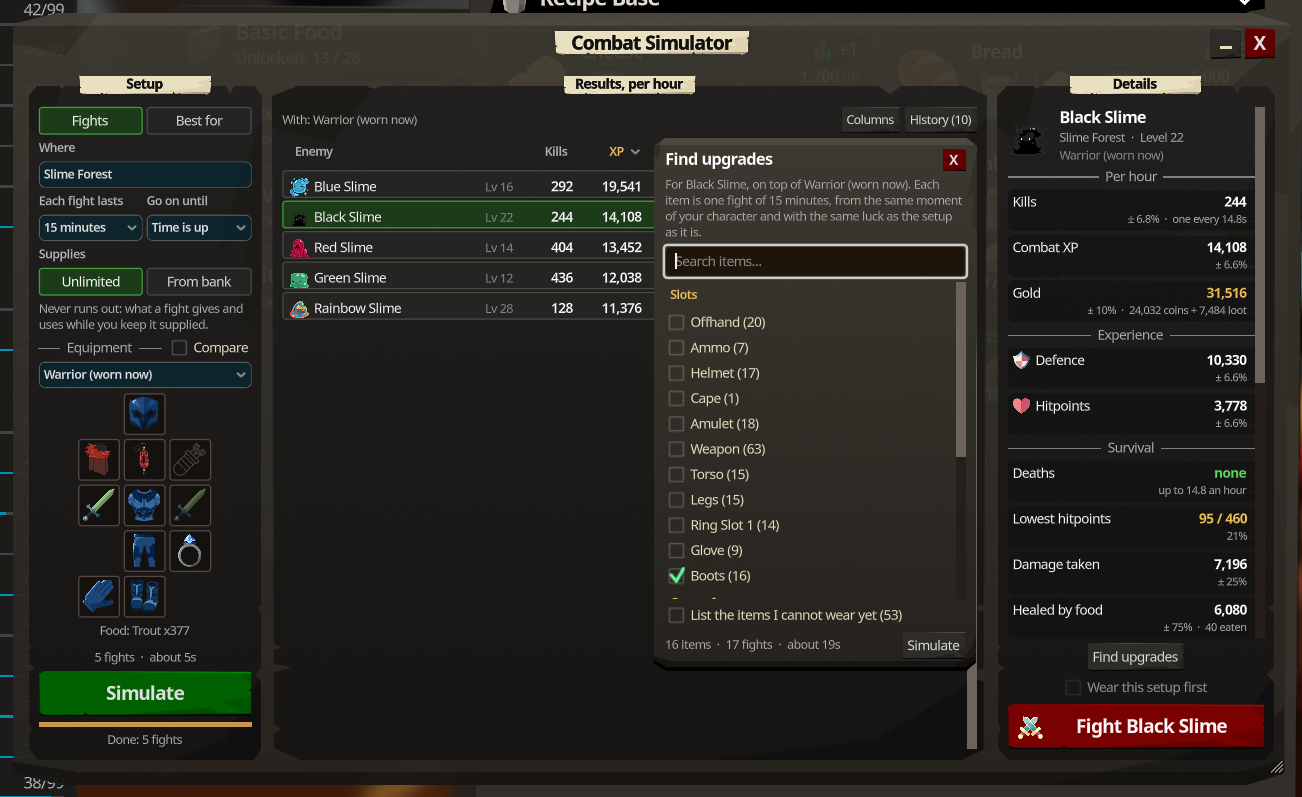 42/99
Recipe Base
Basic Food
Unlocked: 13 / 26
+1
Bread
1,200/
Combat Simulator
X
Setup
Fights
Best for
Where
Slime Forest
Each fight lasts
Go on until
15 minutes
Time is up
Supplies
Unlimited
From bank
Never runs out: what a fight gives and
uses while you keep it supplied.
Equipment
Compare
Warrior (worn now)
Food: Trout x377
5 fights · about 5s
Simulate
Done: 5 fights
38/99
Results, per hour
With: Warrior (worn now)
Columns
History (10)
Enemy
Kills
XP
Blue Slime Lv 16 292 19,541
Black Slime Lv 22 244 14,108
Red Slime Lv 14 404 13,452
Green Slime Lv 12 436 12,038
Rainbow Slime Lv 28 128 11,376
Find upgrades
X
For Black Slime, on top of Warrior (worn now). Each
item is one fight of 15 minutes, from the same moment
of your character and with the same luck as the setup
as it is.
Search items...
Slots
Offhand (20)
Ammo (7)
Helmet (17)
Cape (1)
Amulet (18)
Weapon (63)
Torso (15)
Legs (15)
Ring Slot 1 (14)
Glove (9)
Boots (16)
List the items I cannot wear yet (53)
16 items · 17 fights · about 19s
Simulate
Details
Black Slime
Slime Forest · Level 22
Warrior (worn now)
Per hour
Kills 244
± 6.8% · one every 14.8s
Combat XP 14,108
± 6.6%
Gold 31,516
± 10% · 24,032 coins + 7,484 loot
Experience
Defence 10,330
± 6.6%
Hitpoints 3,778
± 6.6%
Survival
Deaths none
up to 14.8 an hour
Lowest hitpoints 95 / 460
21%
Damage taken 7,196
± 25%
Healed by food 6,080
± 75% · 40 eaten
Find upgrades
Wear this setup first
Fight Black Slime